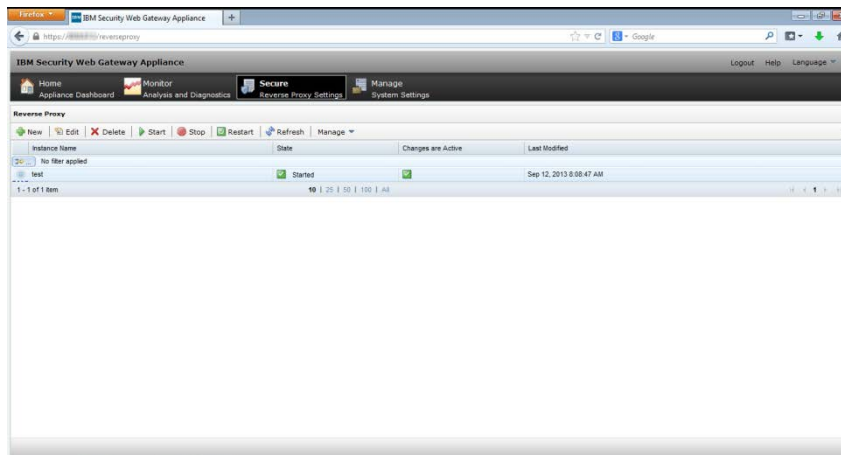 Firefox
IBM Security Web Gateway Appliance
https:// /reverseproxy
Google
IBM Security Web Gateway Appliance
Logout Help Language
Home Monitor Secure Manage
Appliance Dashboard Analysis and Diagnostics Reverse Proxy Settings System Settings
Reverse Proxy
New Edit Delete Start Stop Restart Refresh Manage
Instance Name State Changes are Active Last Modified
No filter applied
test Started Sep 12, 2013 8:08:47 AM
1 - 1 of 1 item 10 | 25 | 50 | 100 | All 1